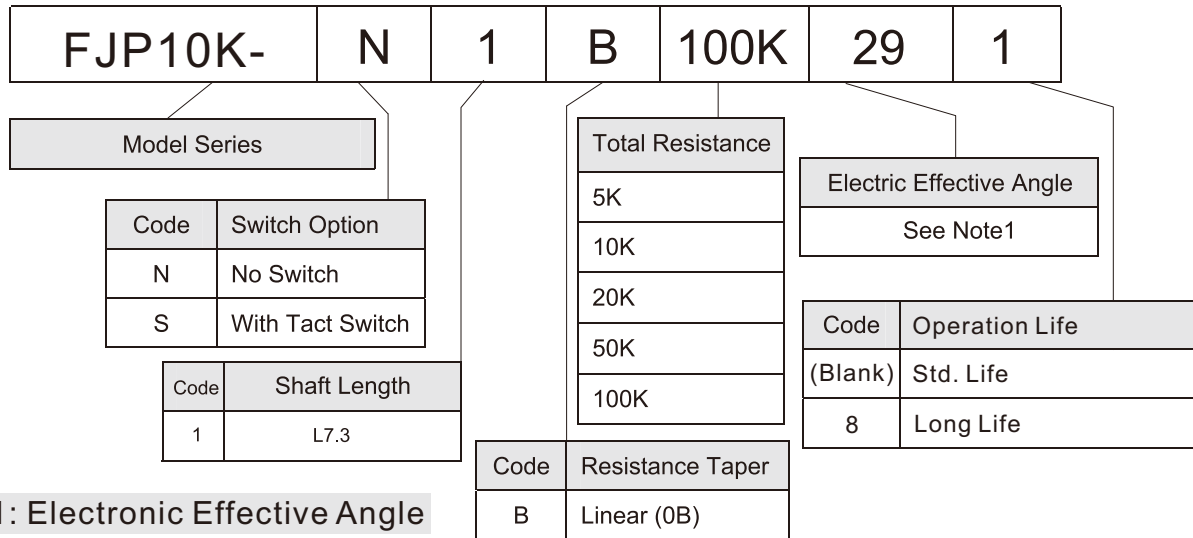 FJP10K- N 1 B 100K 29 1
Model Series
Code Switch Option
N No Switch
S With Tact Switch
Code Shaft Length
1 L7.3
Code Resistance Taper
B Linear (0B)
Total Resistance
5K
10K
20K
50K
100K
Electric Effective Angle
See Note1
Code Operation Life
(Blank) Std. Life
8 Long Life
: Electronic Effective Angle